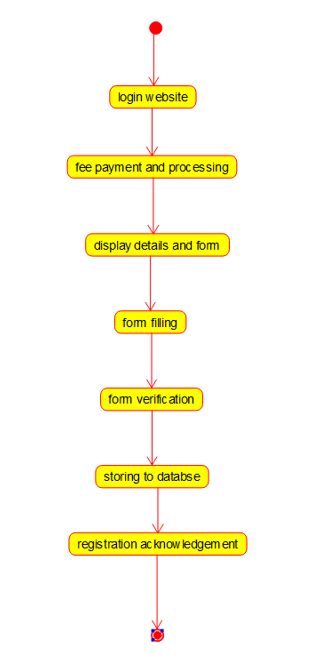 login website
fee payment and processing
display details and form
form filling
form verification
storing to databse
registration acknowledgement